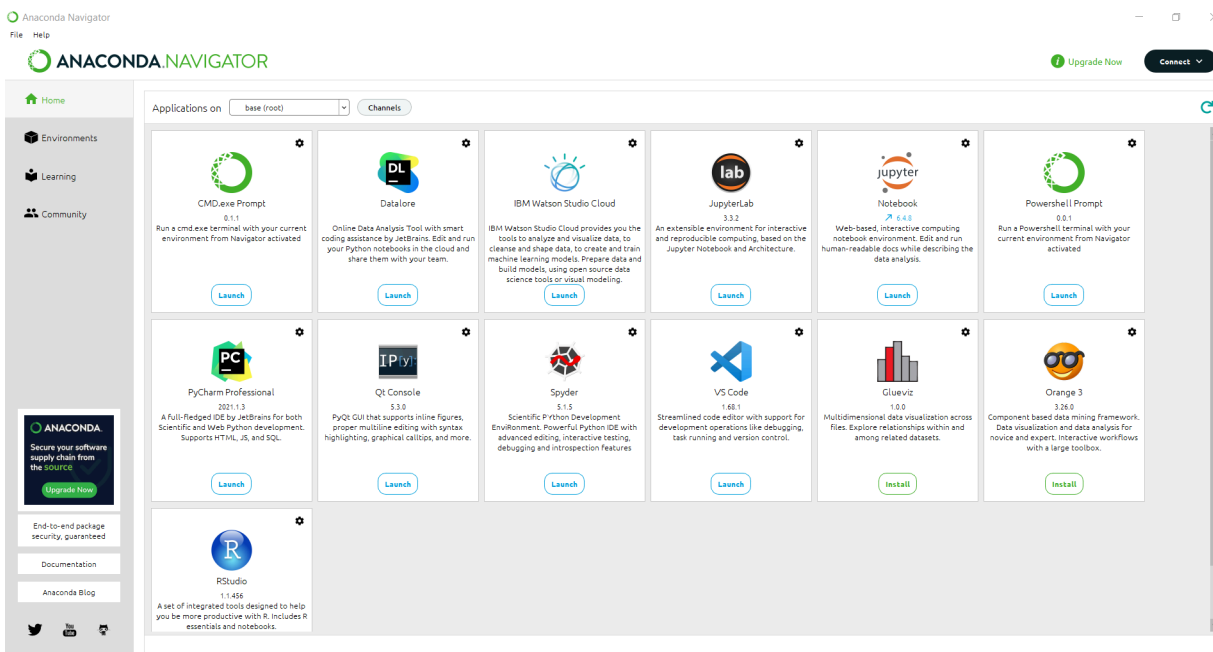 Anaconda Navigator
File Help
ANACONDA.NAVIGATOR
Upgrade Now
Connect
Home
Environments
Learning
Community
ANACONDA.
Secure your software
supply chain from
the source
Upgrade Now
End-to-end package
security, guaranteed
Documentation
Anaconda Blog
You
Tube
Applications on base (root) Channels
CMD.exe Prompt
0.1.1
Run a cmd.exe terminal with your current
environment from Navigator activated
Launch
DL
Datalore
Online Data Analysis Tool with smart
coding assistance by JetBrains. Edit and run
your Python notebooks in the cloud and
share them with your team.
Launch
IBM Watson Studio Cloud
IBM Watson Studio Cloud provides you the
tools to analyze and visualize data, to
cleanse and shape data, to create and train
machine learning models. Prepare data and
build models, using open source data
science tools or visual modeling.
Launch
lab
JupyterLab
3.3.2
An extensible environment for interactive
and reproducible computing, based on the
Jupyter Notebook and Architecture.
Launch
jupyter
Notebook
6.4.8
Web-based, interactive computing
notebook environment. Edit and run
human-readable docs while describing the
data analysis.
Launch
Powershell Prompt
0.0.1
Run a Powershell terminal with your
current environment from Navigator
activated
Launch
PC
PyCharm Professional
2021.1.3
A full-fledged IDE by JetBrains for both
Scientific and Web Python development.
Supports HTML, JS, and SQL.
Launch
IP[y]:
Qt Console
5.3.0
PyQt GUI that supports inline figures,
proper multiline editing with syntax
highlighting, graphical calltips, and more.
Launch
Spyder
5.1.5
Scientific PYthon Development
EnviRonment. Powerful Python IDE with
advanced editing, interactive testing,
debugging and introspection features
Launch
VS Code
1.68.1
Streamlined code editor with support for
development operations like debugging,
task running and version control.
Launch
Glueviz
1.0.0
Multidimensional data visualization across
files. Explore relationships within and
among related datasets.
Install
Orange 3
3.26.0
Component based data mining framework.
Data visualization and data analysis for
novice and expert. Interactive workflows
with a large toolbox.
Install
R
RStudio
1.1.456
A set of integrated tools designed to help
you be more productive with R. Includes R
essentials and notebooks.